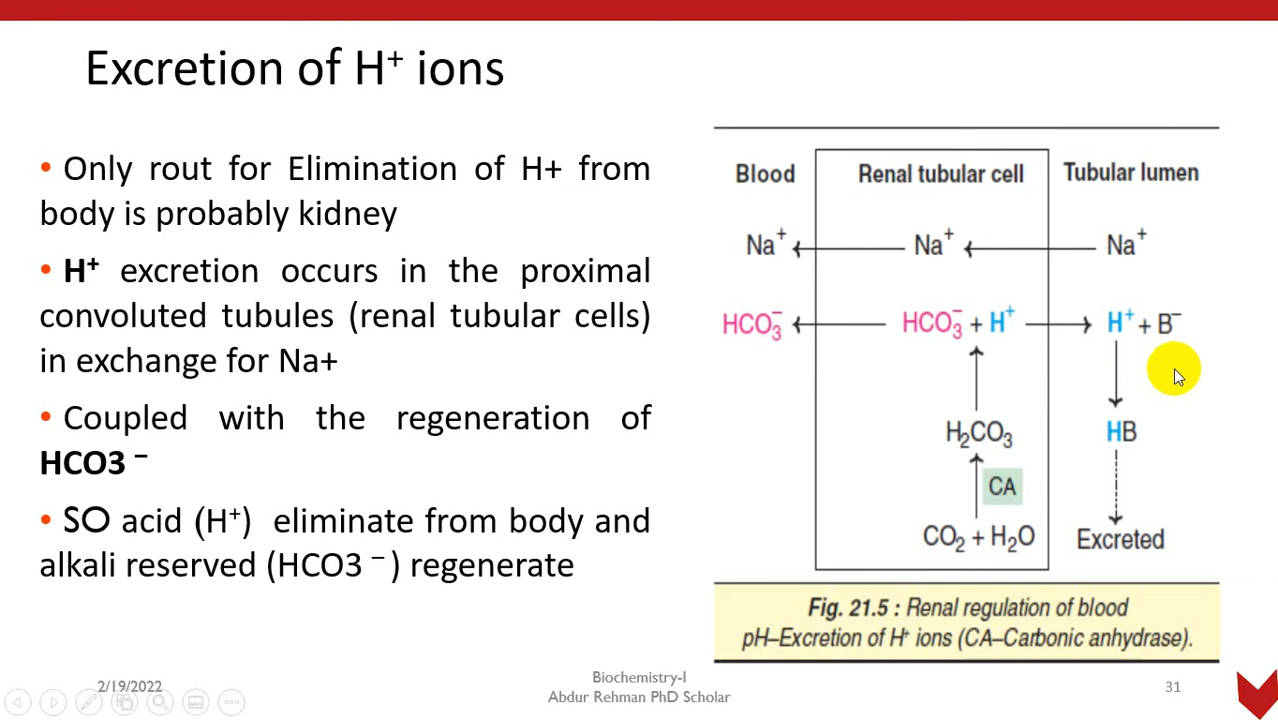 Excretion of H⁺ ions
• Only rout for Elimination of H+ from
body is probably kidney
• H⁺ excretion occurs in the proximal
convoluted tubules (renal tubular cells)
in exchange for Na+
• Coupled with the regeneration of
HCO3 ⁻
• SO acid (H⁺) eliminate from body and
alkali reserved (HCO3 ⁻ ) regenerate
Blood Renal tubular cell Tubular lumen
Na⁺ Na⁺ Na⁺
HCO₃⁻ HCO₃⁻ + H⁺ H⁺ + B⁻
H₂CO₃ HB
CA
CO₂ + H₂O Excreted
Fig. 21.5 : Renal regulation of blood
pH–Excretion of H⁺ ions (CA–Carbonic anhydrase).
2/19/2022
Biochemistry-I
Abdur Rehman PhD Scholar
31